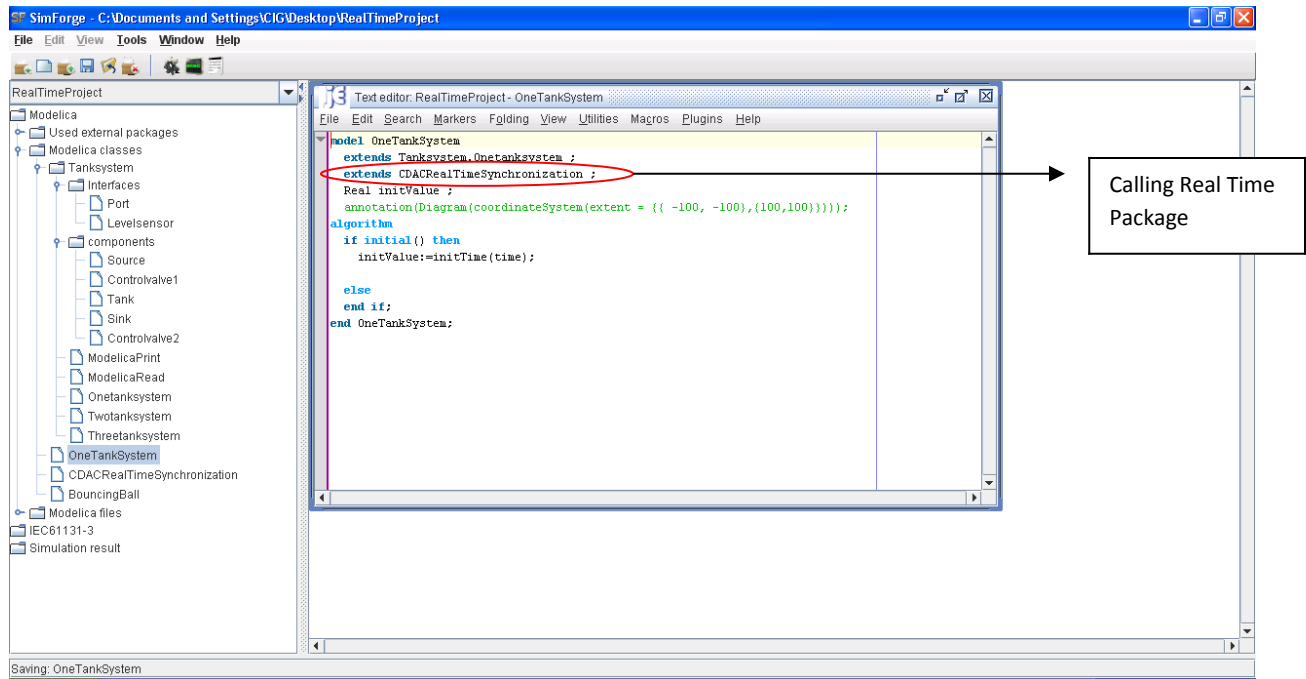 SF SimForge - C:\Documents and Settings\CIG\Desktop\RealTimeProject
File Edit View Tools Window Help
RealTimeProject
Modelica
Used external packages
Modelica classes
Tanksystem
Interfaces
Port
Levelsensor
components
Source
Controlvalve1
Tank
Sink
Controlvalve2
ModelicaPrint
ModelicaRead
Onetanksystem
Twotanksystem
Threetanksystem
OneTankSystem
CDACRealTimeSynchronization
BouncingBall
Modelica files
IEC61131-3
Simulation result
Text editor: RealTimeProject - OneTankSystem
File Edit Search Markers Folding View Utilities Macros Plugins Help
model OneTankSystem
extends Tanksystem.Onetanksystem ;
extends CDACRealTimeSynchronization ;
Real initValue ;
annotation(Diagram(coordinateSystem(extent = {{ -100, -100},{100,100}})));
algorithm
if initial() then
initValue:=initTime(time);
else
end if;
end OneTankSystem;
Calling Real Time
Package
Saving: OneTankSystem